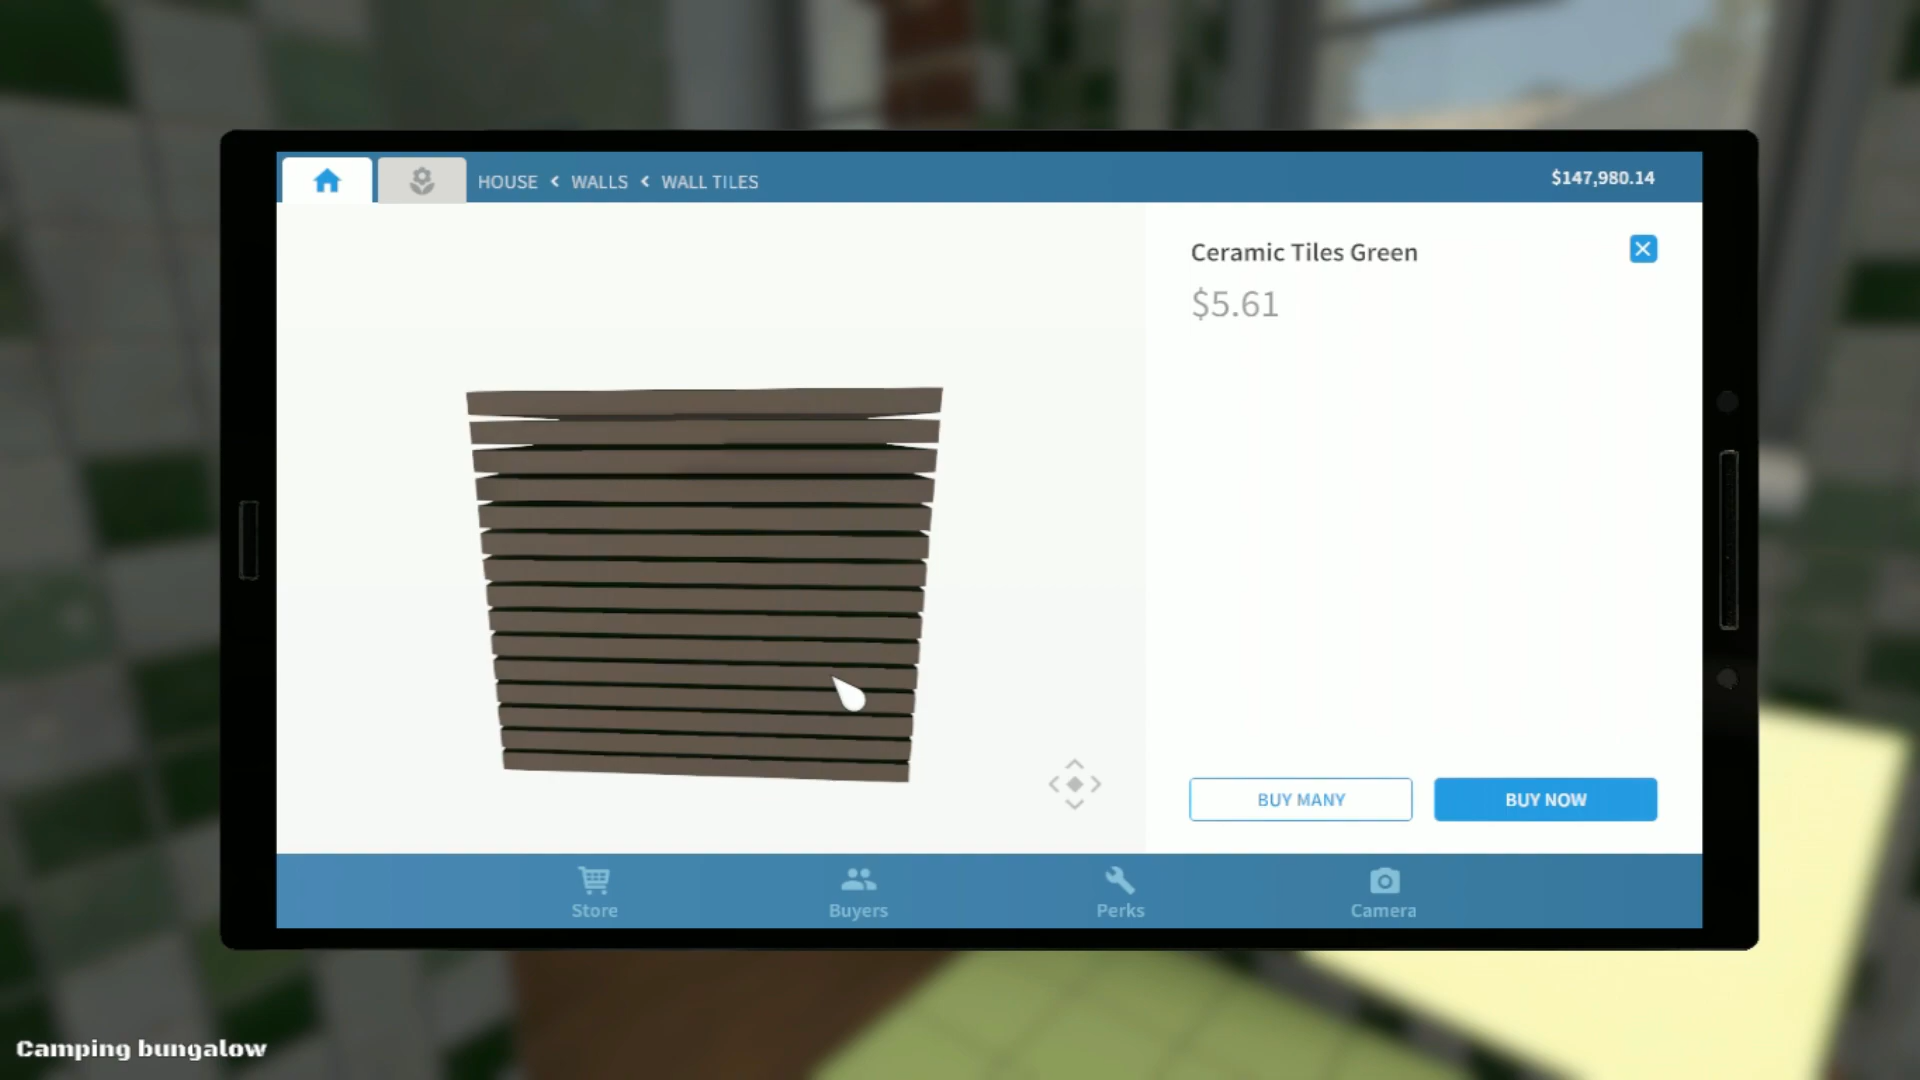 HOUSE < WALLS < WALL TILES
$147,980.14
Ceramic Tiles Green
$5.61
BUY MANY
BUY NOW
Store
Buyers
Perks
Camera
Camping bungalow